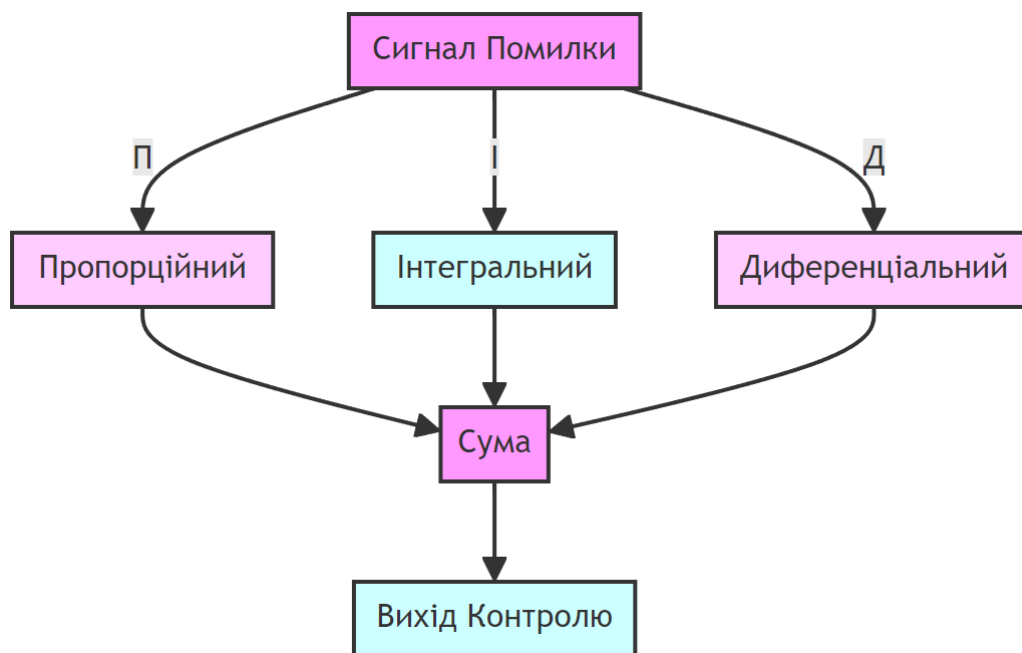 Сигнал Помилки
П
І
Д
Пропорційний
Інтегральний
Диференціальний
Сума
Вихід Контролю